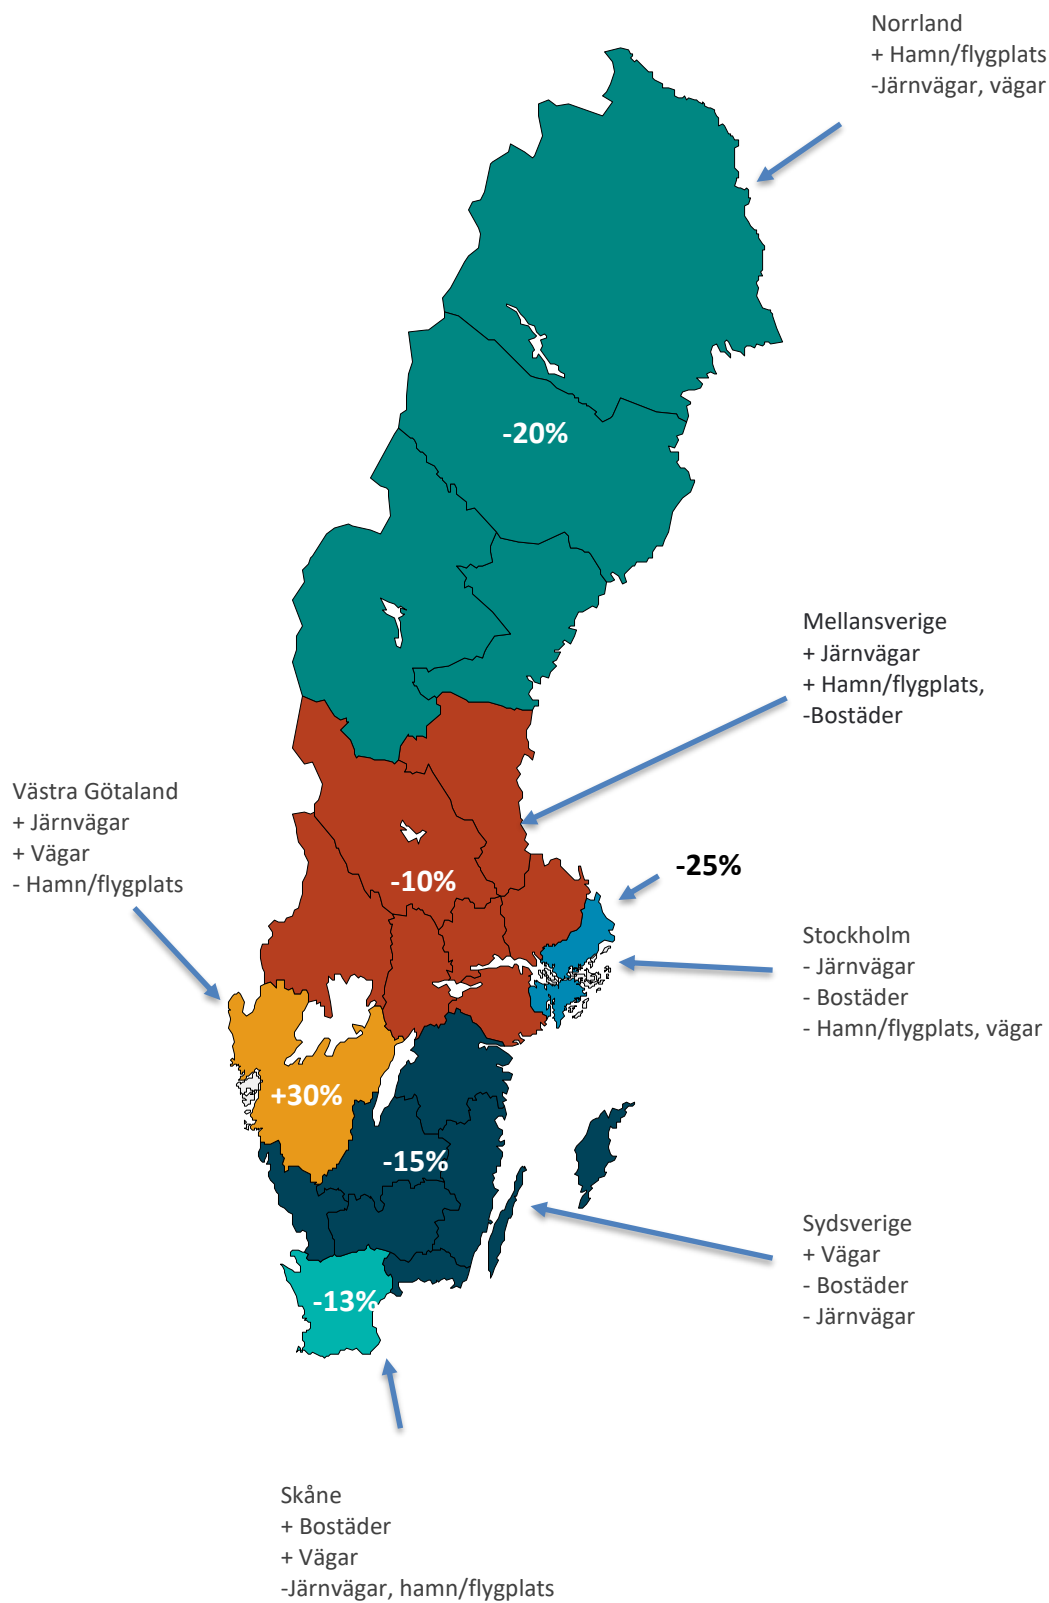 Norrland
+ Hamn/flygplats
-Järnvägar, vägar
-20%
Mellansverige
+ Järnvägar
+ Hamn/flygplats,
-Bostäder
Västra Götaland
+ Järnvägar
+ Vägar
- Hamn/flygplats
-10%
-25%
Stockholm
- Järnvägar
- Bostäder
- Hamn/flygplats, vägar
+30%
-15%
Sydsverige
+ Vägar
- Bostäder
- Järnvägar
-13%
Skåne
+ Bostäder
+ Vägar
-Järnvägar, hamn/flygplats